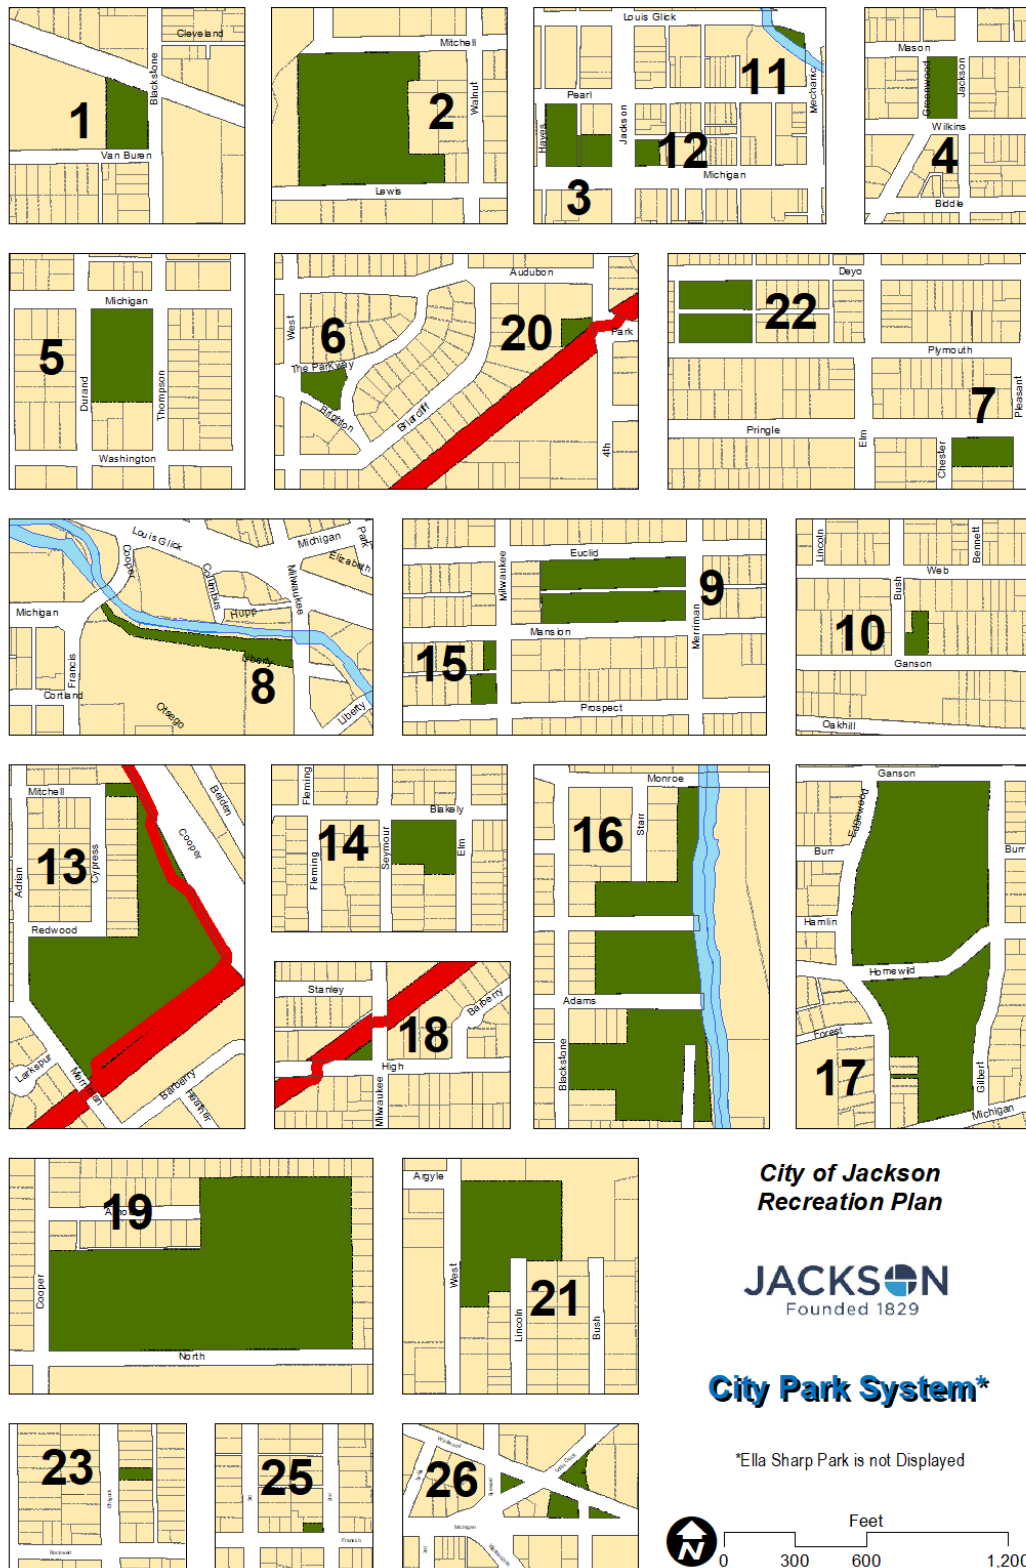 Cleveland
Blackstone
1
Van Buren
Mitchell
2
Walnut
Lewis
Louis Glick
11
Mechanic
Pearl
Hayes
Jackson
12
Michigan
3
Mason
Greenwood
Jackson
Wilkins
4
Biddle
Michigan
5
Durand
Thompson
Washington
Audubon
West
6
20
Park
The Parkway
Brighton
Briarcliff
4th
Deyo
22
Plymouth
7
Pleasant
Pringle
Elm
Chester
Louis Glick
Cooper
Michigan
Park
Elizabeth
Columbus
Milwaukee
Hupp
Michigan
Francis
Liberty
8
Cortland
Otsego
Liberty
Euclid
Milwaukee
9
Mansion
Merriman
15
Prospect
Lincoln
Bennett
Web
Bush
10
Ganson
Oakhill
Mitchell
Belden
Cooper
13
Adrian
Cypress
Redwood
Larkspur
Merriman
Barberry
Heather
Fleming
Blakely
14
Fleming
Seymour
Elm
Stanley
Barberry
18
High
Milwaukee
Monroe
16
Starr
Adams
Blackstone
Ganson
Edgewood
Burr
Burr
Hamlin
Homewild
Forest
17
Gilbert
Michigan
19
Cooper
North
Argyle
West
21
Lincoln
Bush
City of Jackson
Recreation Plan
JACKSON
Founded 1829
City Park System*
*Ella Sharp Park is not Displayed
23
Rockwell
25
Franklin
26
Wildwood
Michigan
Feet
N
0 300 600 1,200